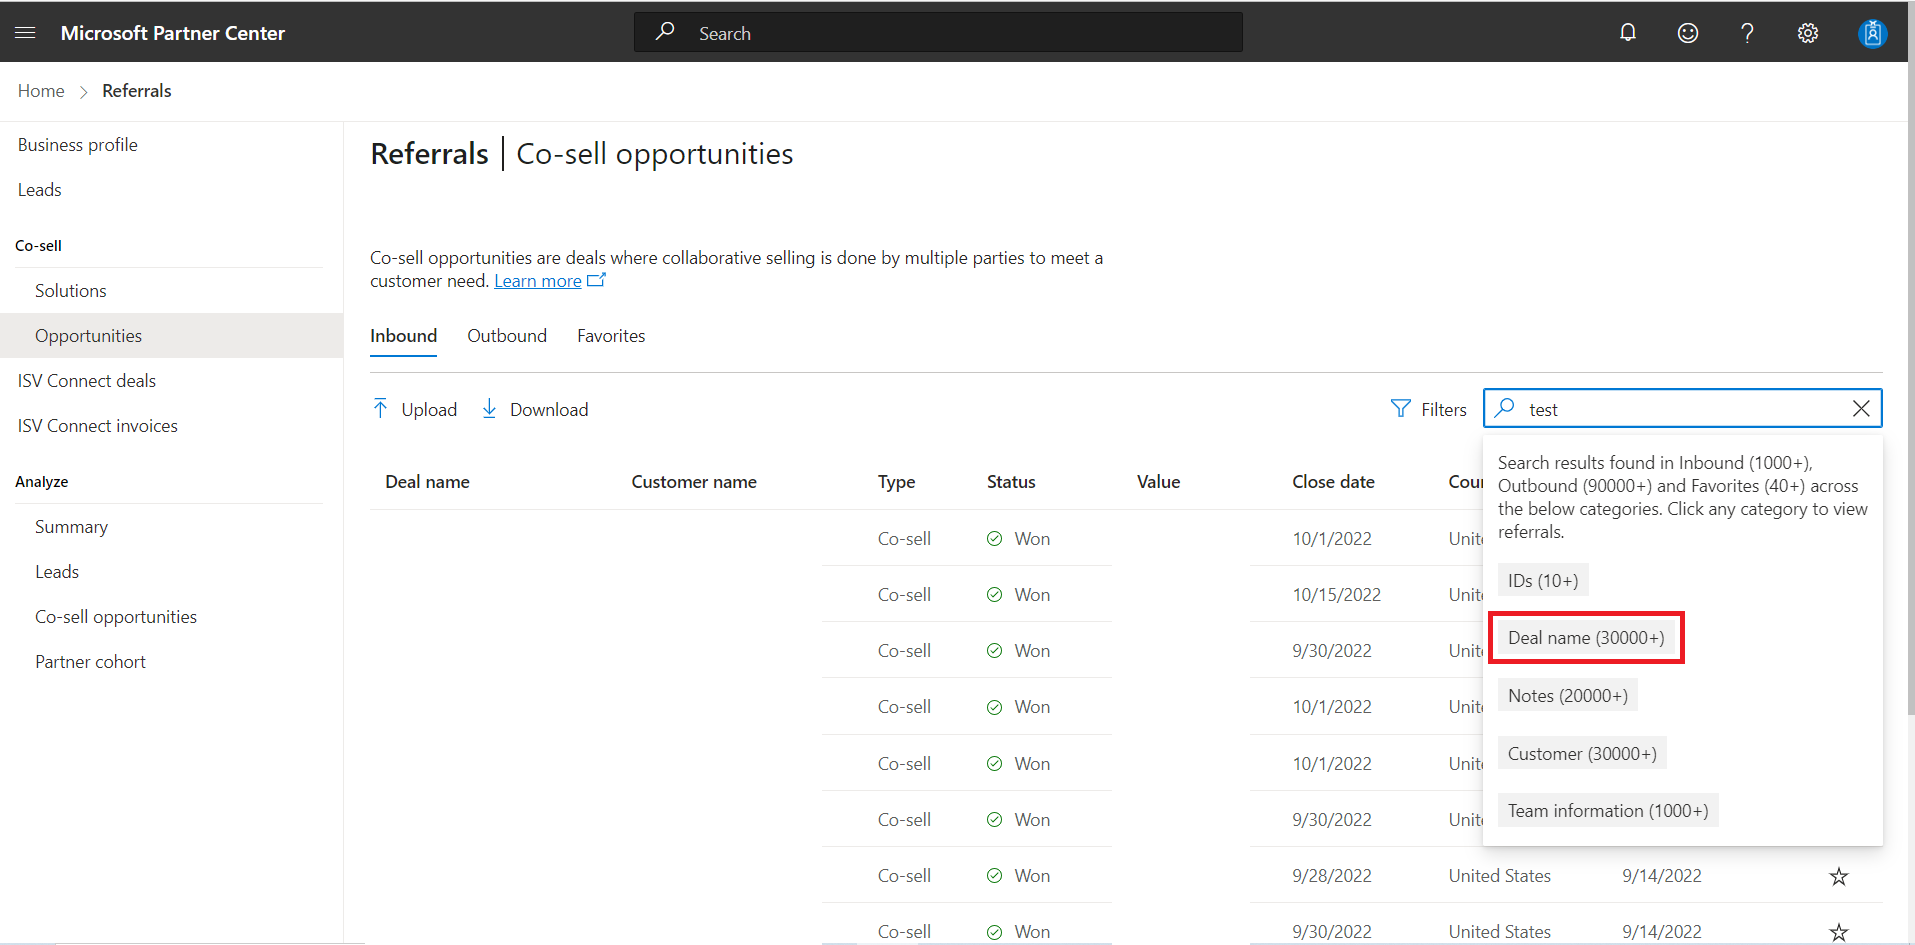 Microsoft Partner Center
Search
Home > Referrals
Business profile
Leads
Co-sell
Solutions
Opportunities
ISV Connect deals
ISV Connect invoices
Analyze
Summary
Leads
Co-sell opportunities
Partner cohort
Referrals | Co-sell opportunities
Co-sell opportunities are deals where collaborative selling is done by multiple parties to meet a
customer need. Learn more
Inbound Outbound Favorites
Upload Download Filters test
Deal name Customer name Type Status Value Close date Cou
Co-sell Won 10/1/2022 Unit
Co-sell Won 10/15/2022 Unit
Co-sell Won 9/30/2022 Unit
Co-sell Won 10/1/2022 Unit
Co-sell Won 10/1/2022 Unit
Co-sell Won 9/30/2022 Unit
Co-sell Won 9/28/2022 United States 9/14/2022
Co-sell Won 9/30/2022 United States 9/14/2022
Search results found in Inbound (1000+),
Outbound (90000+) and Favorites (40+) across
the below categories. Click any category to view
referrals.
IDs (10+)
Deal name (30000+)
Notes (20000+)
Customer (30000+)
Team information (1000+)